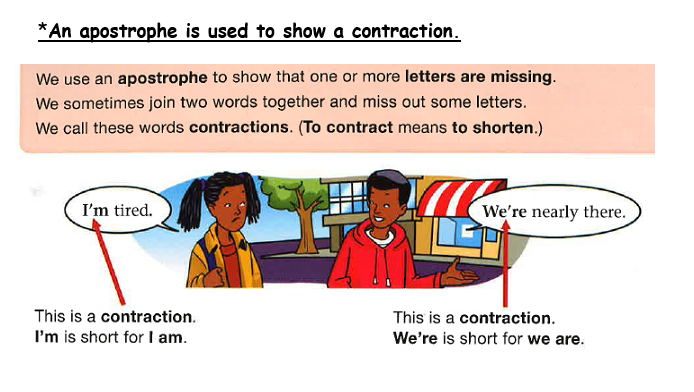 *An apostrophe is used to show a contraction.
We use an apostrophe to show that one or more letters are missing.
We sometimes join two words together and miss out some letters.
We call these words contractions. (To contract means to shorten.)
I'm tired.
We're nearly there.
This is a contraction.
I'm is short for I am.
This is a contraction.
We're is short for we are.